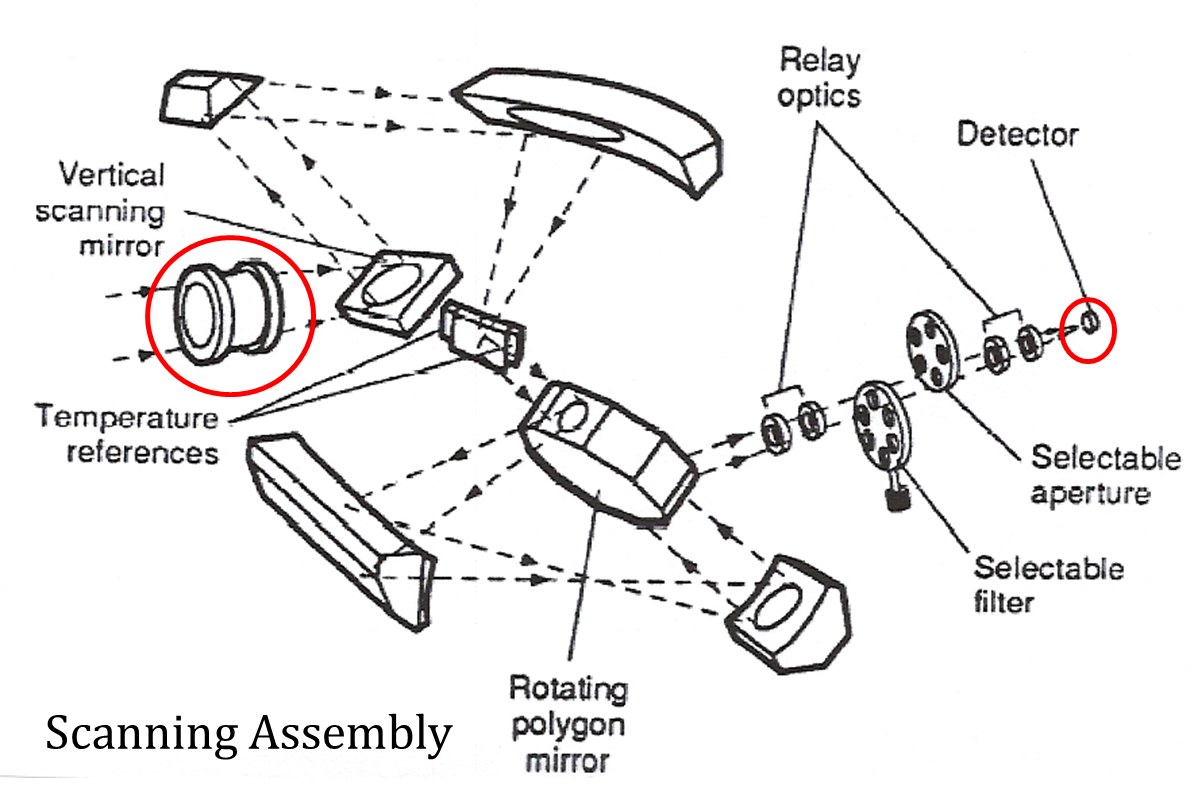 Relay
optics
Detector
Vertical
scanning
mirror
Temperature
references
Selectable
aperture
Selectable
filter
Rotating
polygon
mirror
Scanning Assembly